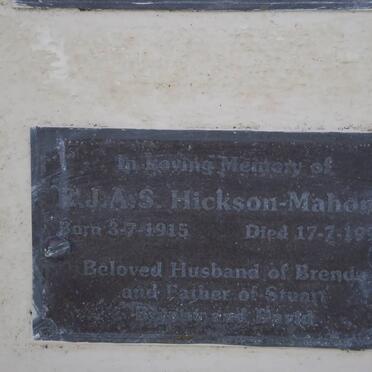 In Loving Memory of
J.A.S. Hickson-Mahon
Born 3-7-1915 Died 17-7-19
Beloved Husband of Brenda
and Father of Stuart
and David